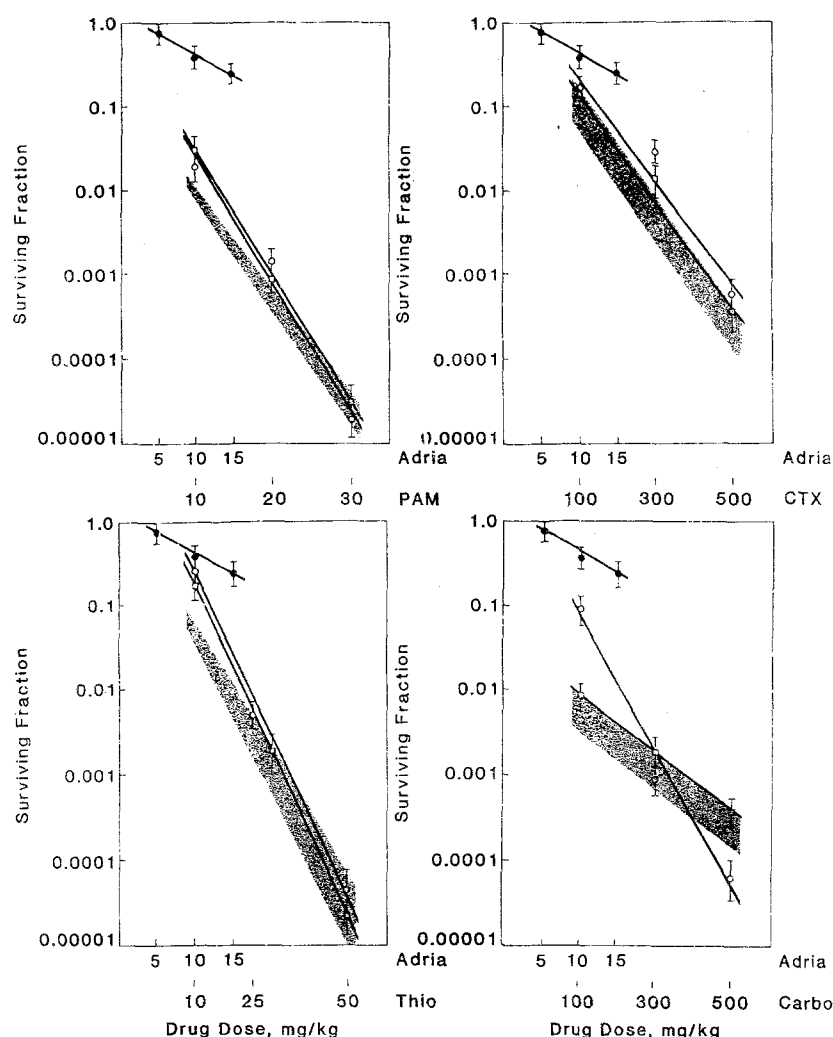 1.0
0.1
0.01
0.001
0.0001
0.00001
Surviving Fraction
5 10 15 Adria
10 20 30 PAM
1.0
0.1
0.01
0.001
0.0001
0.00001
Surviving Fraction
5 10 15 Adria
100 300 500 CTX
1.0
0.1
0.01
0.001
0.0001
0.00001
Surviving Fraction
5 10 15 Adria
10 25 50 Thio
Drug Dose, mg/kg
1.0
0.1
0.01
0.001
0.0001
0.00001
Surviving Fraction
5 10 15 Adria
100 300 500 Carbo
Drug Dose, mg/kg